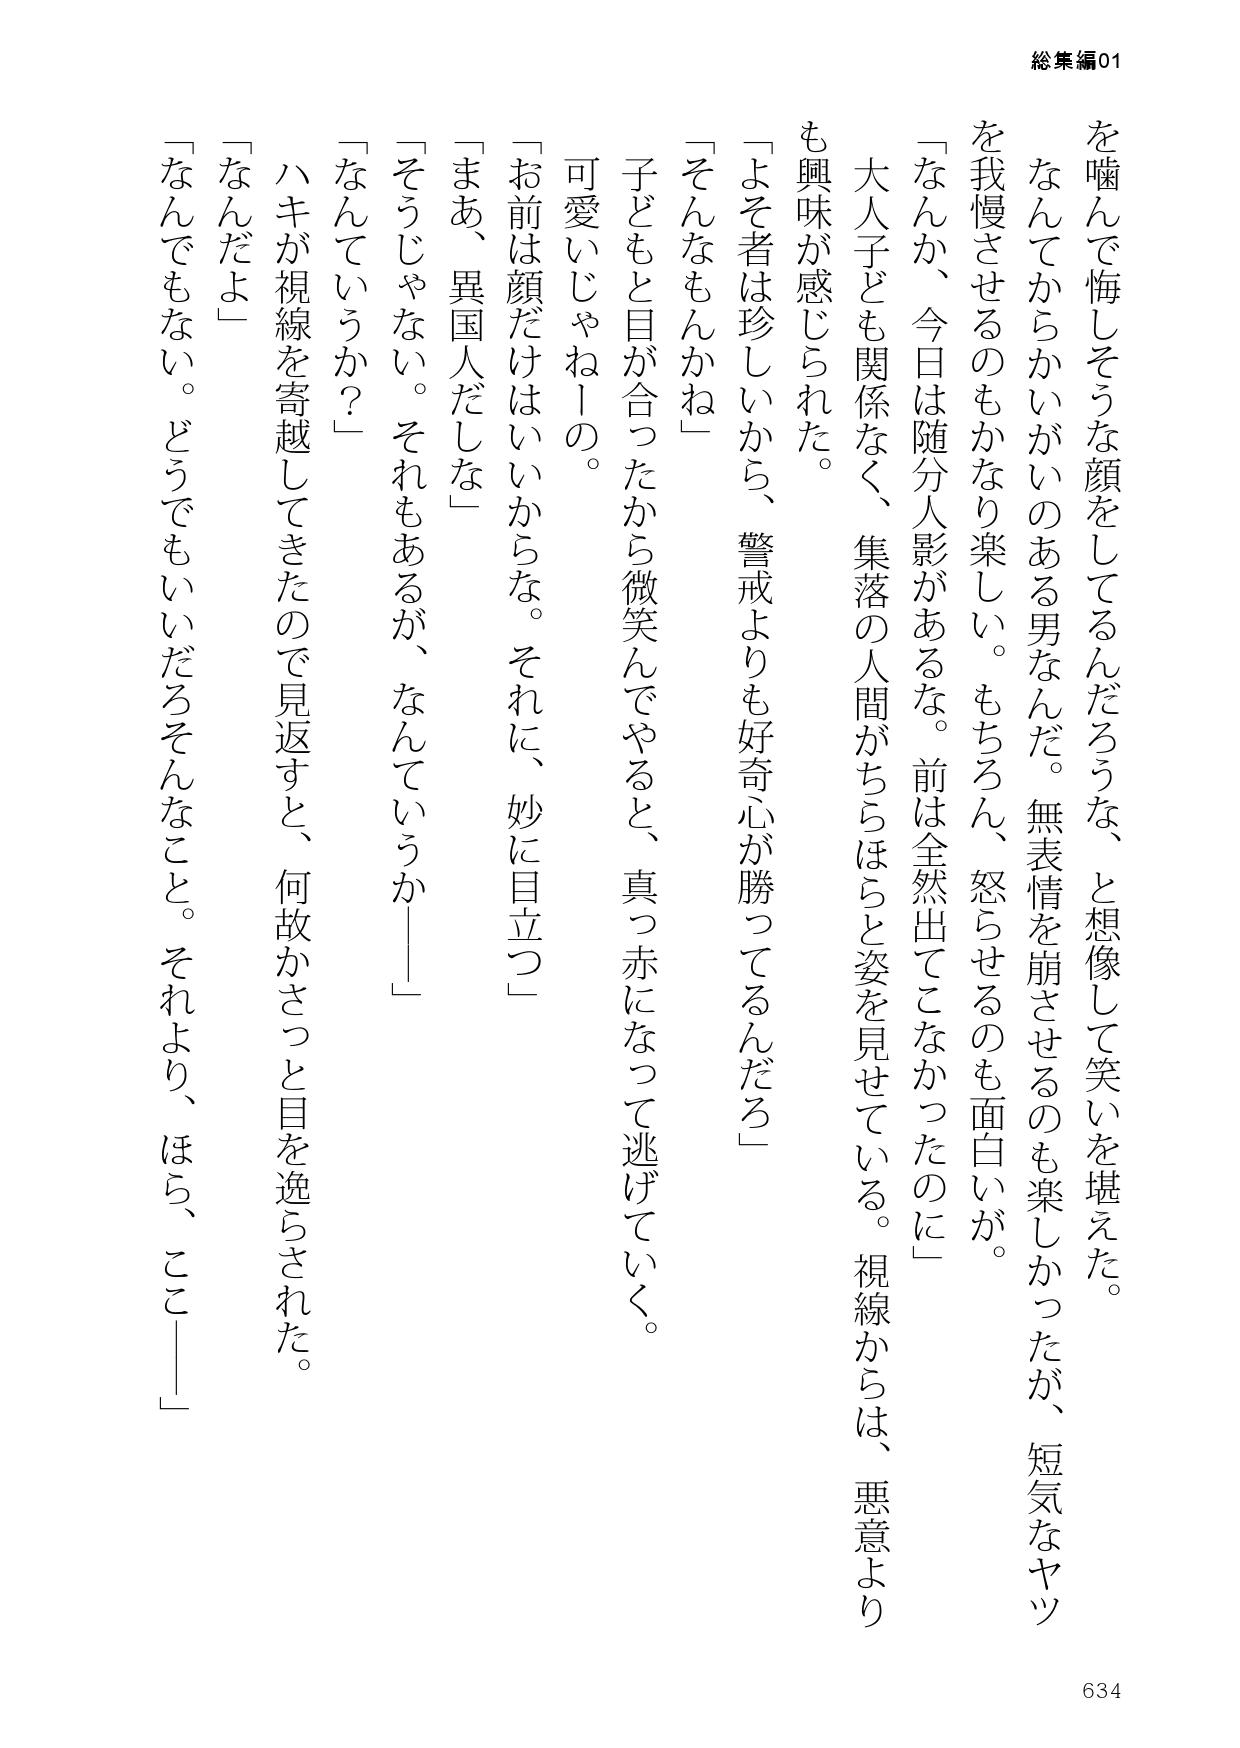 総集編01
を噛んで悔しそうな顔をしてるんだろうな、と想像して笑いを堪えた。
なんてからかいがいのある男なんだ。無表情を崩させるのも楽しかったが、短気なヤツ
を我慢させるのもかなり楽しい。もちろん、怒らせるのも面白いが。
「なんか、今日は随分人影があるな。前は全然出てこなかったのに」
大人子ども関係なく、集落の人間がちらほらと姿を見せている。視線からは、悪意より
も興味が感じられた。
「よそ者は珍しいから、警戒よりも好奇心が勝ってるんだろ」
「そんなもんかね」
子どもと目が合ったから微笑んでやると、真っ赤になって逃げていく。
可愛いじゃねーの。
「お前は顔だけはいいからな。それに、妙に目立つ」
「まあ、異国人だしな」
「そうじゃない。それもあるが、なんていうか――」
「なんていうか？」
ハキが視線を寄越してきたので見返すと、何故かさっと目を逸らされた。
「なんだよ」
「なんでもない。どうでもいいだろそんなこと。それより、ほら、ここ――」
634